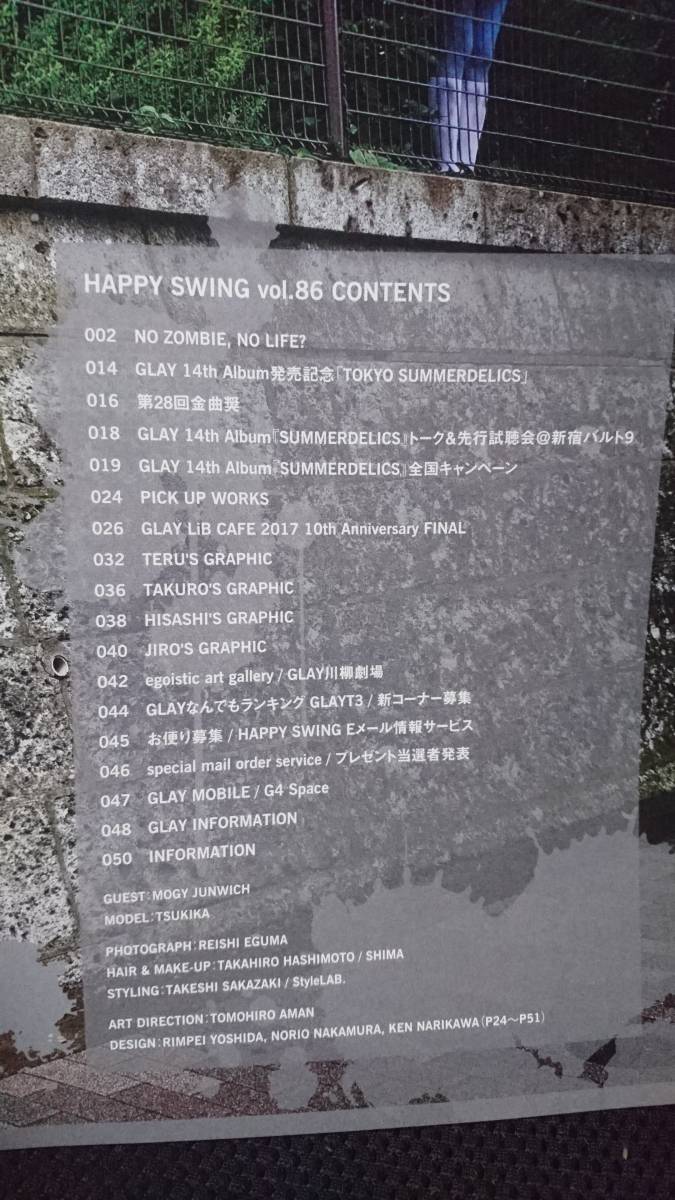 HAPPY SWING vol.86 CONTENTS
002 NO ZOMBIE, NO LIFE?
014 GLAY 14th Album発売記念「TOKYO SUMMERDELICS」
016 第28回金曲奨
018 GLAY 14th Album『SUMMERDELICS』トーク&先行試聴会@新宿バルト9
019 GLAY 14th Album『SUMMERDELICS』全国キャンペーン
024 PICK UP WORKS
026 GLAY LiB CAFE 2017 10th Anniversary FINAL
032 TERU'S GRAPHIC
036 TAKURO'S GRAPHIC
038 HISASHI'S GRAPHIC
040 JIRO'S GRAPHIC
042 egoistic art gallery / GLAY川柳劇場
044 GLAYなんでもランキング GLAYT3 / 新コーナー募集
045 お便り募集 / HAPPY SWING Eメール情報サービス
046 special mail order service / プレゼント当選者発表
047 GLAY MOBILE / G4 Space
048 GLAY INFORMATION
050 INFORMATION
GUEST:MOGY JUNWICH
MODEL:TSUKIKA
PHOTOGRAPH:REISHI EGUMA
HAIR & MAKE-UP:TAKAHIRO HASHIMOTO / SHIMA
STYLING:TAKESHI SAKAZAKI / StyleLAB.
ART DIRECTION:TOMOHIRO AMAN
DESIGN:RIMPEI YOSHIDA, NORIO NAKAMURA, KEN NARIKAWA(P24〜P51)